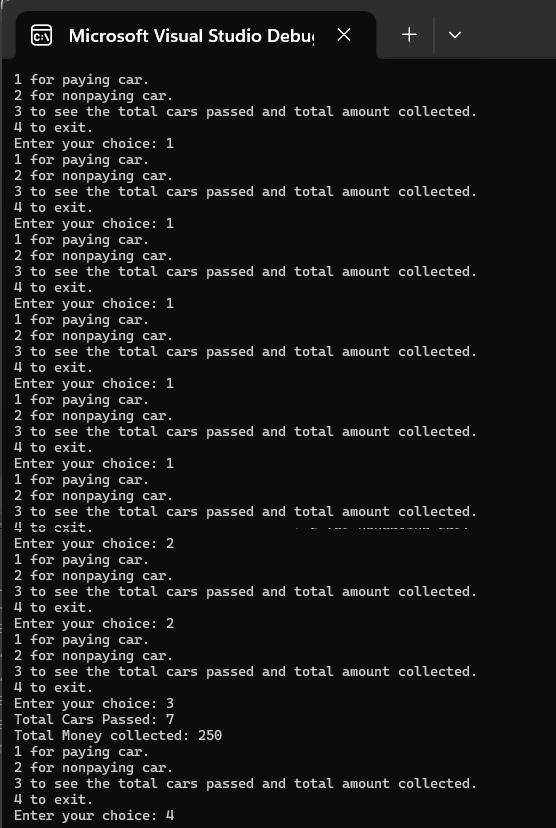 Microsoft Visual Studio Debu
1 for paying car.
2 for nonpaying car.
3 to see the total cars passed and total amount collected.
4 to exit.
Enter your choice: 1
1 for paying car.
2 for nonpaying car.
3 to see the total cars passed and total amount collected.
4 to exit.
Enter your choice: 1
1 for paying car.
2 for nonpaying car.
3 to see the total cars passed and total amount collected.
4 to exit.
Enter your choice: 1
1 for paying car.
2 for nonpaying car.
3 to see the total cars passed and total amount collected.
4 to exit.
Enter your choice: 1
1 for paying car.
2 for nonpaying car.
3 to see the total cars passed and total amount collected.
4 to exit.
Enter your choice: 1
1 for paying car.
2 for nonpaying car.
3 to see the total cars passed and total amount collected.
4 to exit.
Enter your choice: 2
1 for paying car.
2 for nonpaying car.
3 to see the total cars passed and total amount collected.
4 to exit.
Enter your choice: 2
1 for paying car.
2 for nonpaying car.
3 to see the total cars passed and total amount collected.
4 to exit.
Enter your choice: 3
Total Cars Passed: 7
Total Money collected: 250
1 for paying car.
2 for nonpaying car.
3 to see the total cars passed and total amount collected.
4 to exit.
Enter your choice: 4